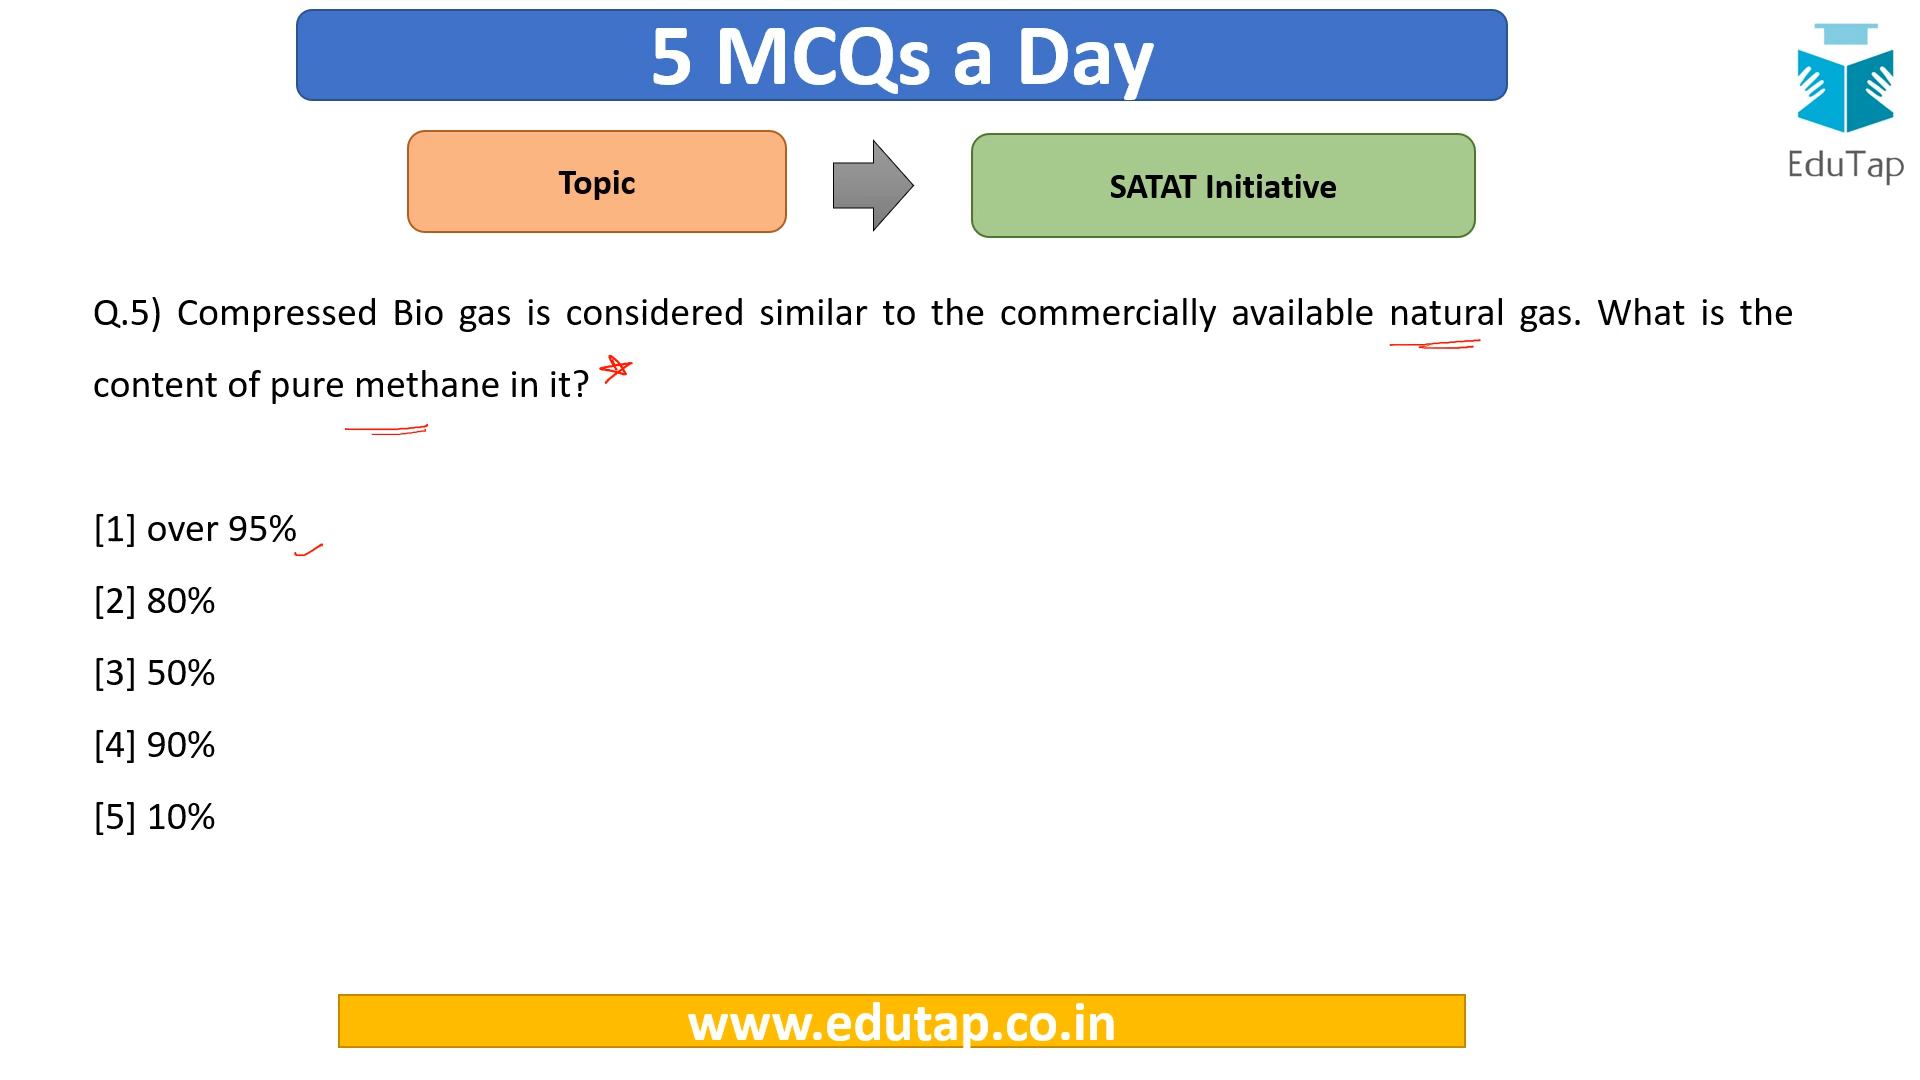 5 MCQs a Day
EduTap
Topic
SATAT Initiative
Q.5) Compressed Bio gas is considered similar to the commercially available natural gas. What is the
content of pure methane in it?
[1] over 95%
[2] 80%
[3] 50%
[4] 90%
[5] 10%
www.edutap.co.in